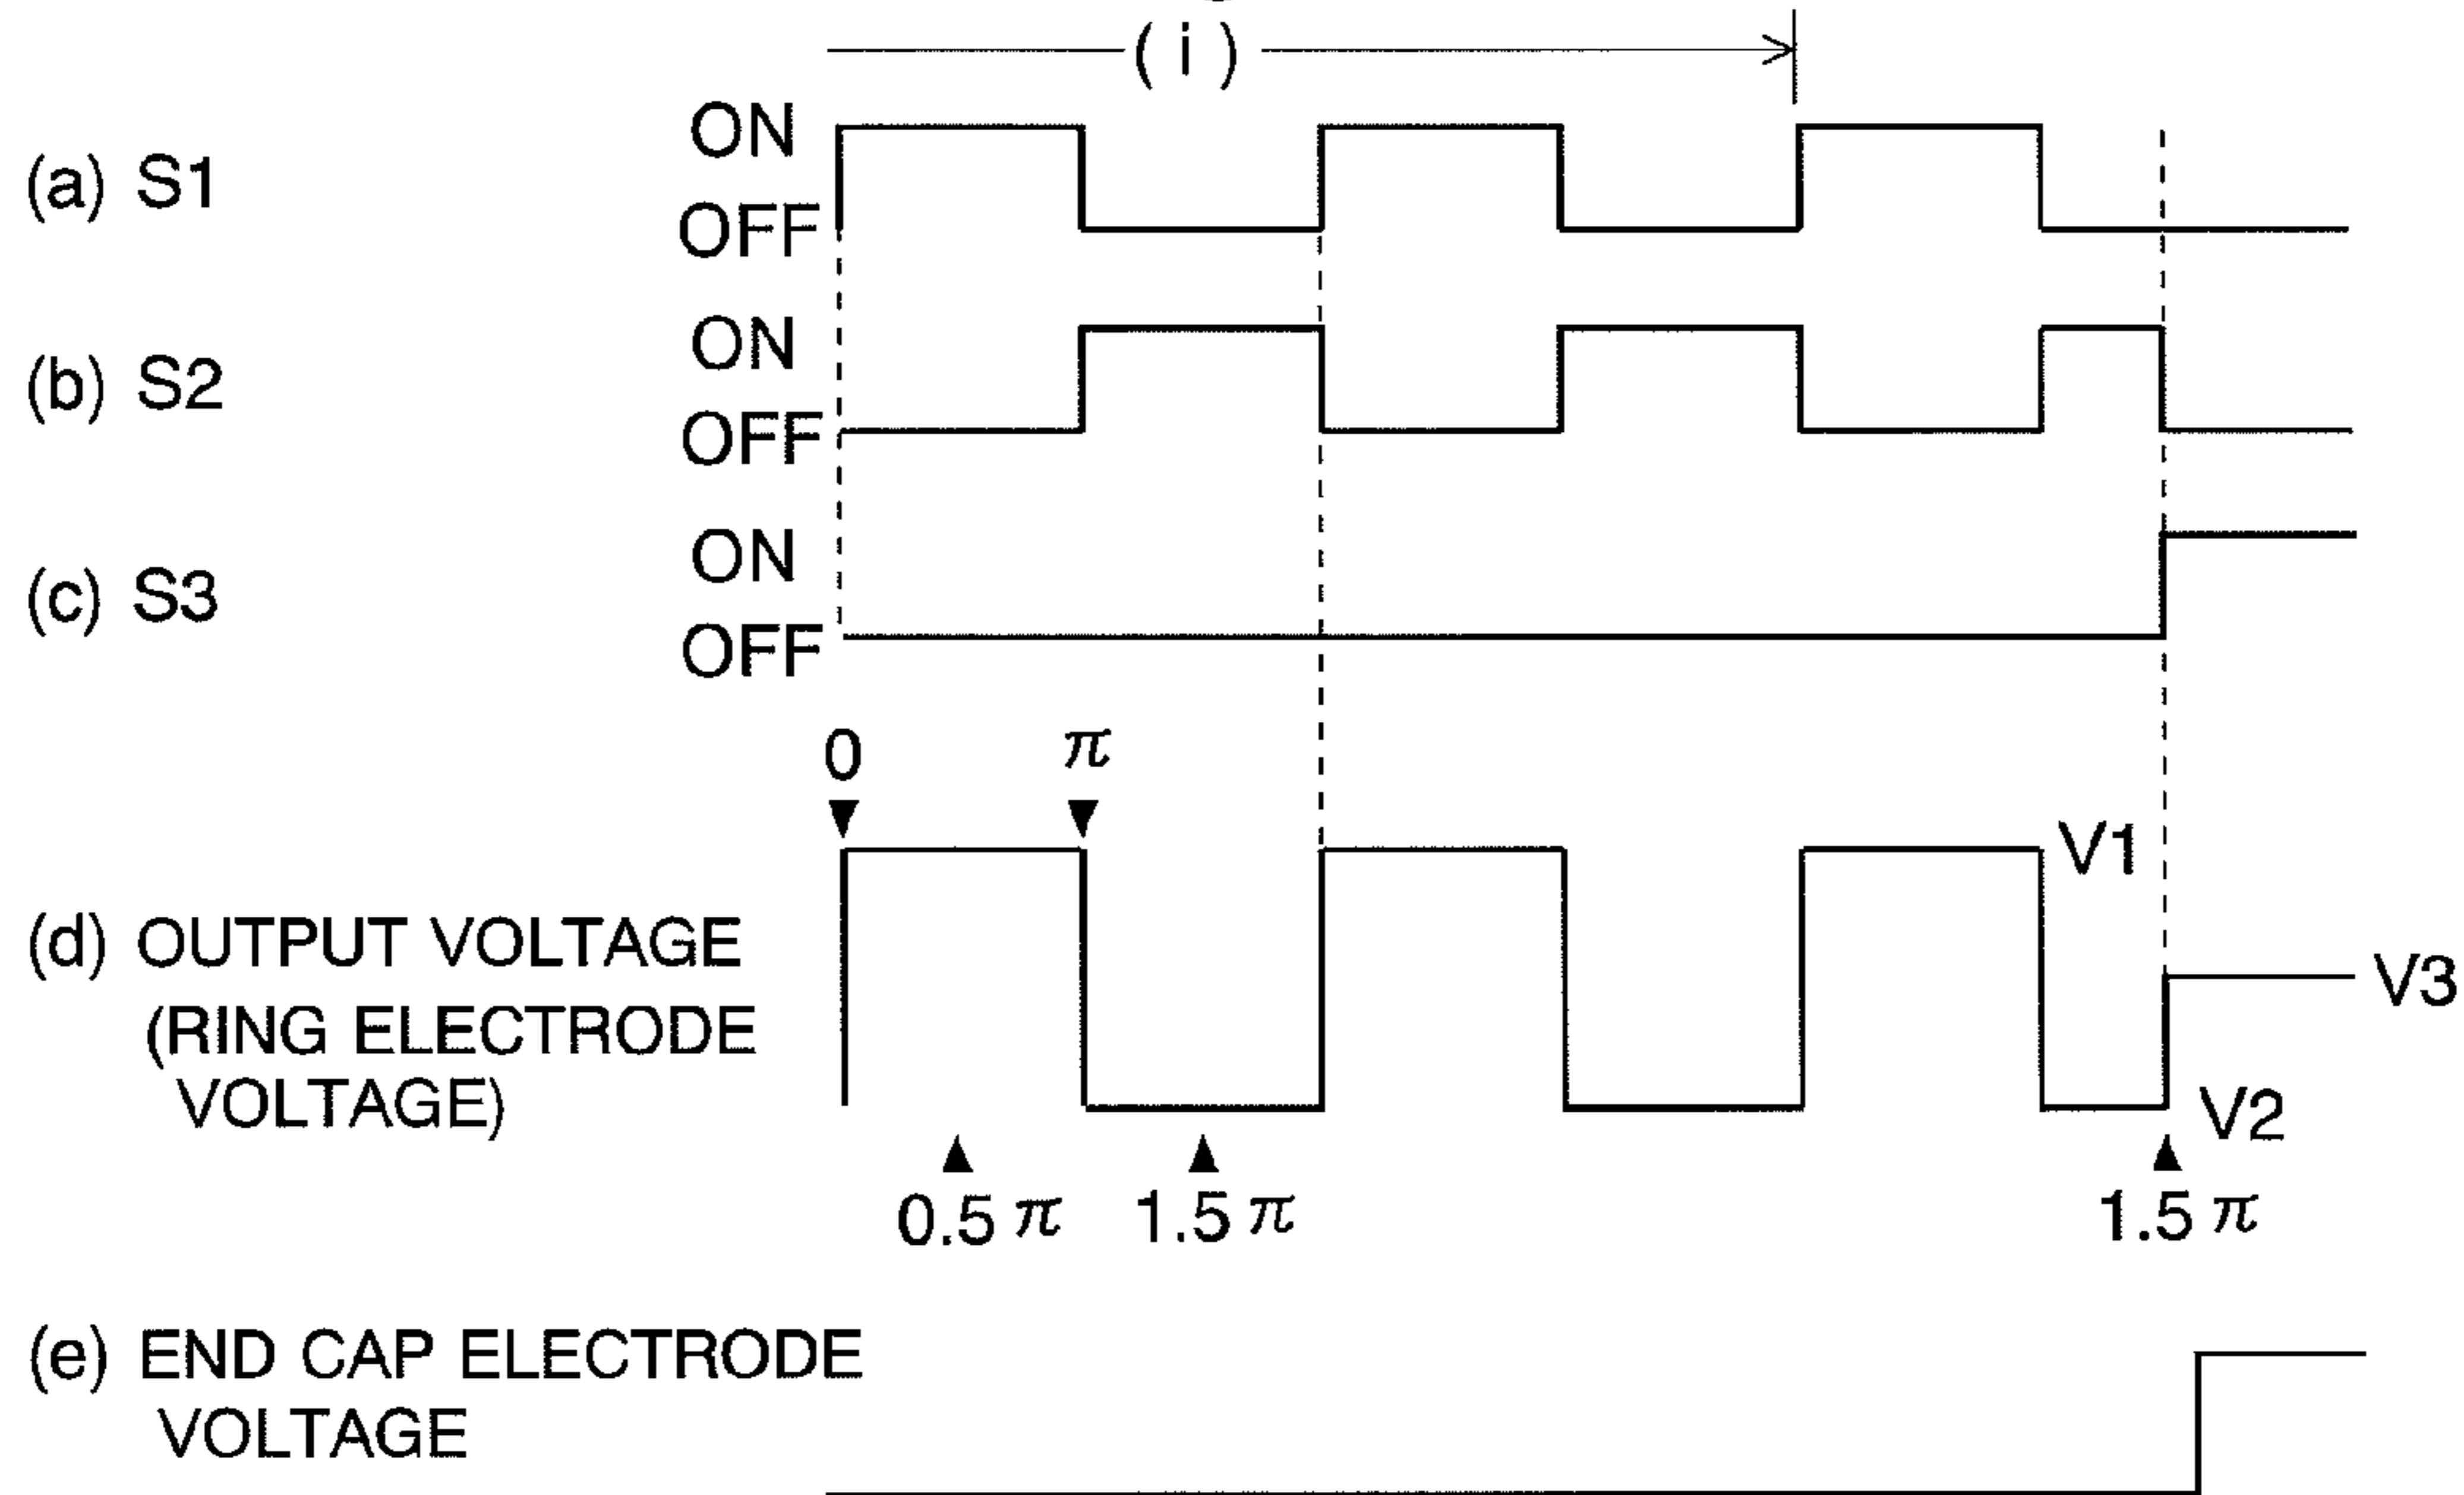 ( i )
ON
(a) S1
OFF
ON
(b) S2
OFF
ON
(c) S3
OFF
0 π
V1
(d) OUTPUT VOLTAGE
V3
(RING ELECTRODE
VOLTAGE)
V2
0.5 π 1.5 π 1.5 π
(e) END CAP ELECTRODE
VOLTAGE